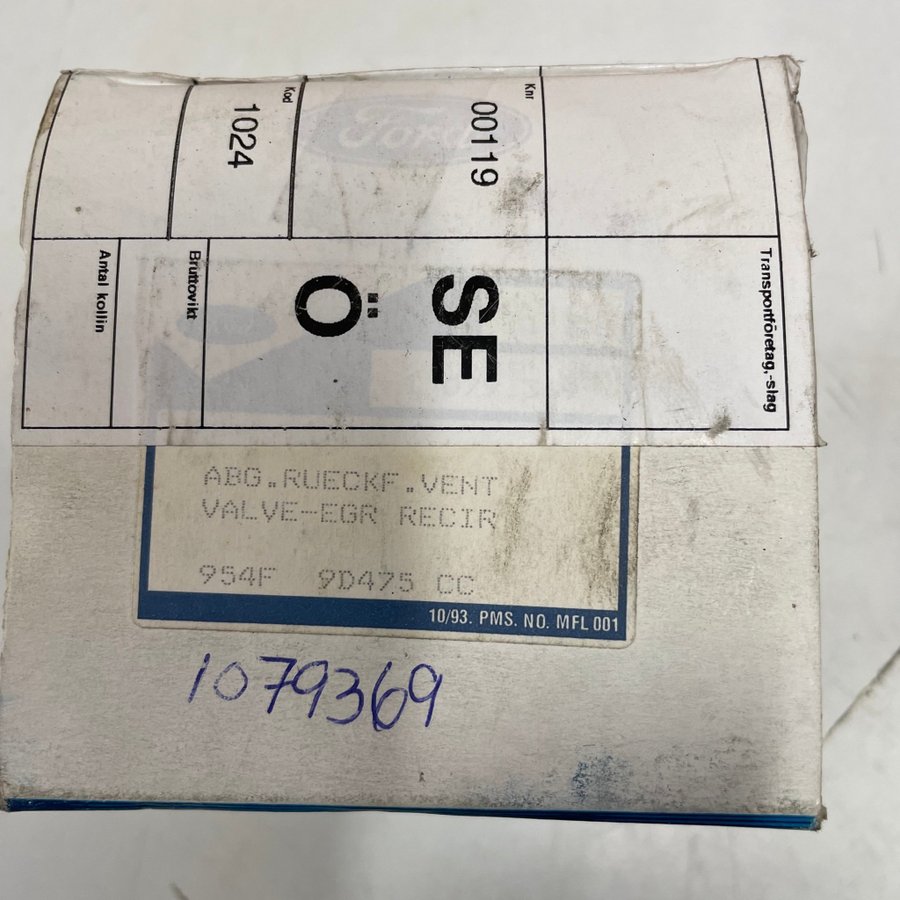 Ford
Knr
00119
Kod
1024
Transportföretag,-slag
SE
Ö
Bruttovikt
Antal kollin
ABG.RUECKF.VENT
VALVE-EGR RECIR
954F 9D475 CC
10/93. PMS. NO. MFL 001
1079369